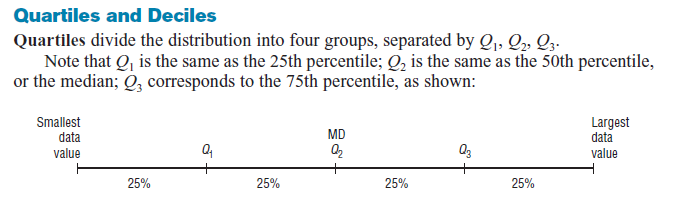 Quartiles and Deciles
Quartiles divide the distribution into four groups, separated by Q₁, Q₂, Q₃.
Note that Q₁ is the same as the 25th percentile; Q₂ is the same as the 50th percentile,
or the median; Q₃ corresponds to the 75th percentile, as shown:
Smallest
data
value
Q₁
MD
Q₂
Q₃
Largest
data
value
25%
25%
25%
25%